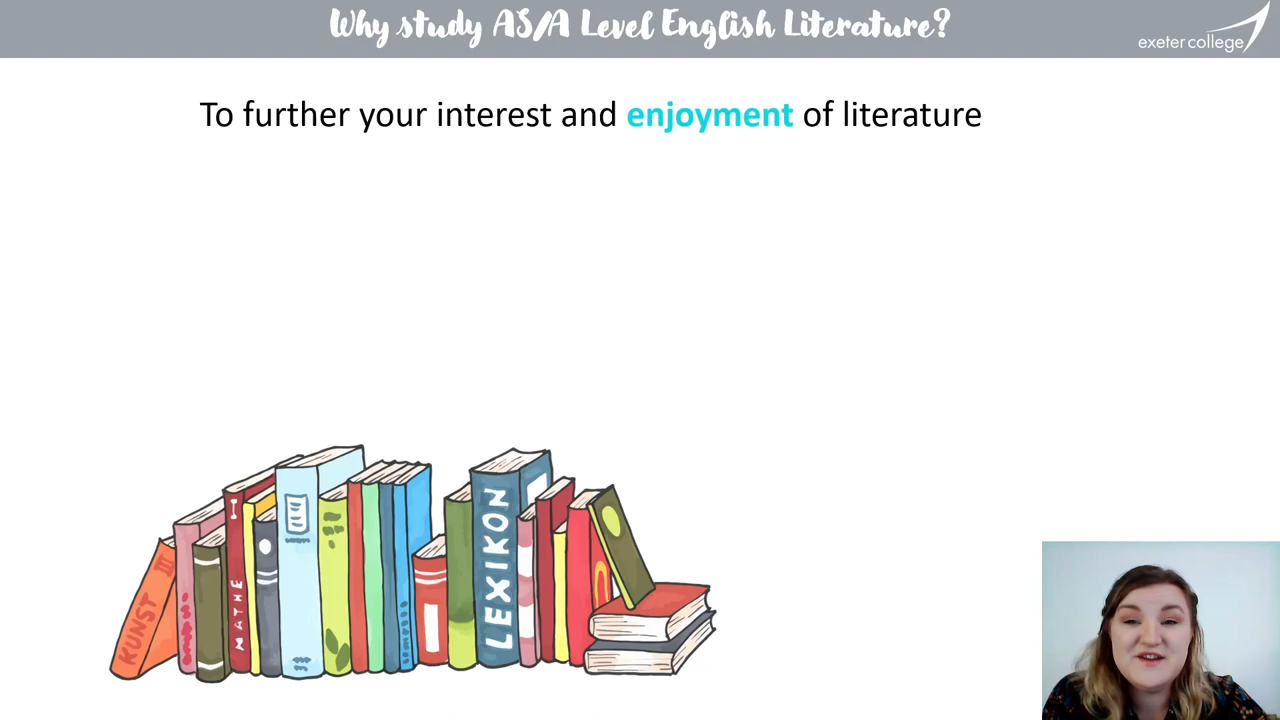 Why study AS/A Level English Literature?
exeter college
To further your interest and enjoyment of literature
KUNST III
MATHE I
LEXIKON